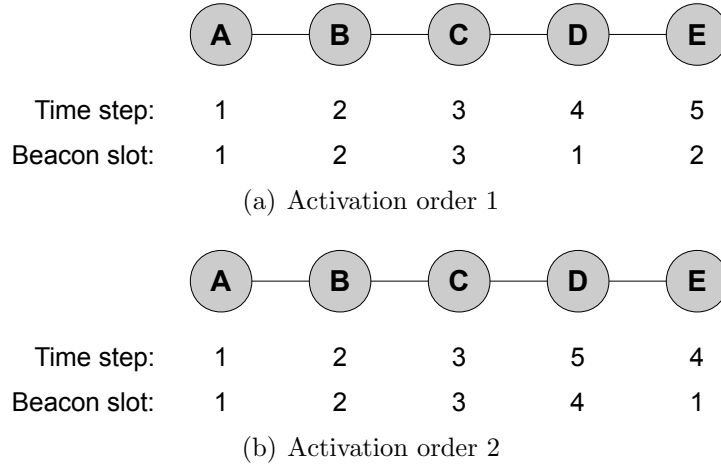 A B C D E
Time step: 1 2 3 4 5
Beacon slot: 1 2 3 1 2
(a) Activation order 1
A B C D E
Time step: 1 2 3 5 4
Beacon slot: 1 2 3 4 1
(b) Activation order 2